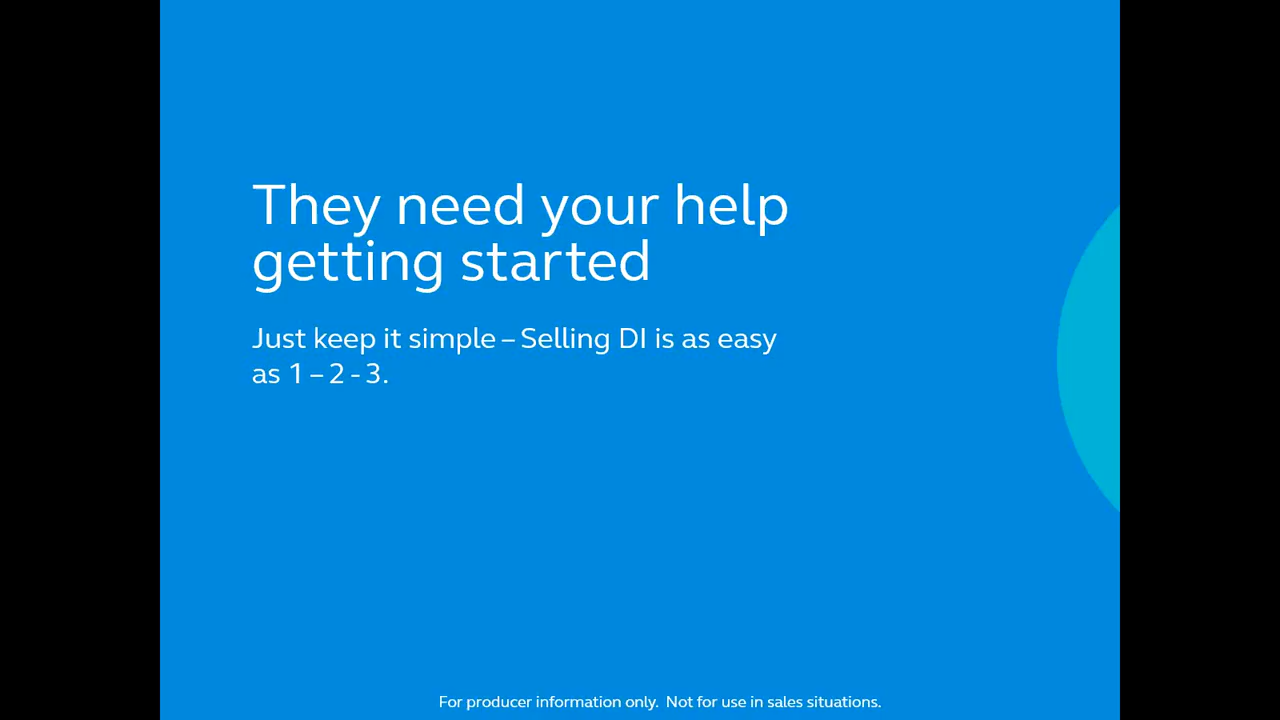 They need your help
getting started
Just keep it simple – Selling DI is as easy
as 1 – 2 - 3.
For producer information only.  Not for use in sales situations.